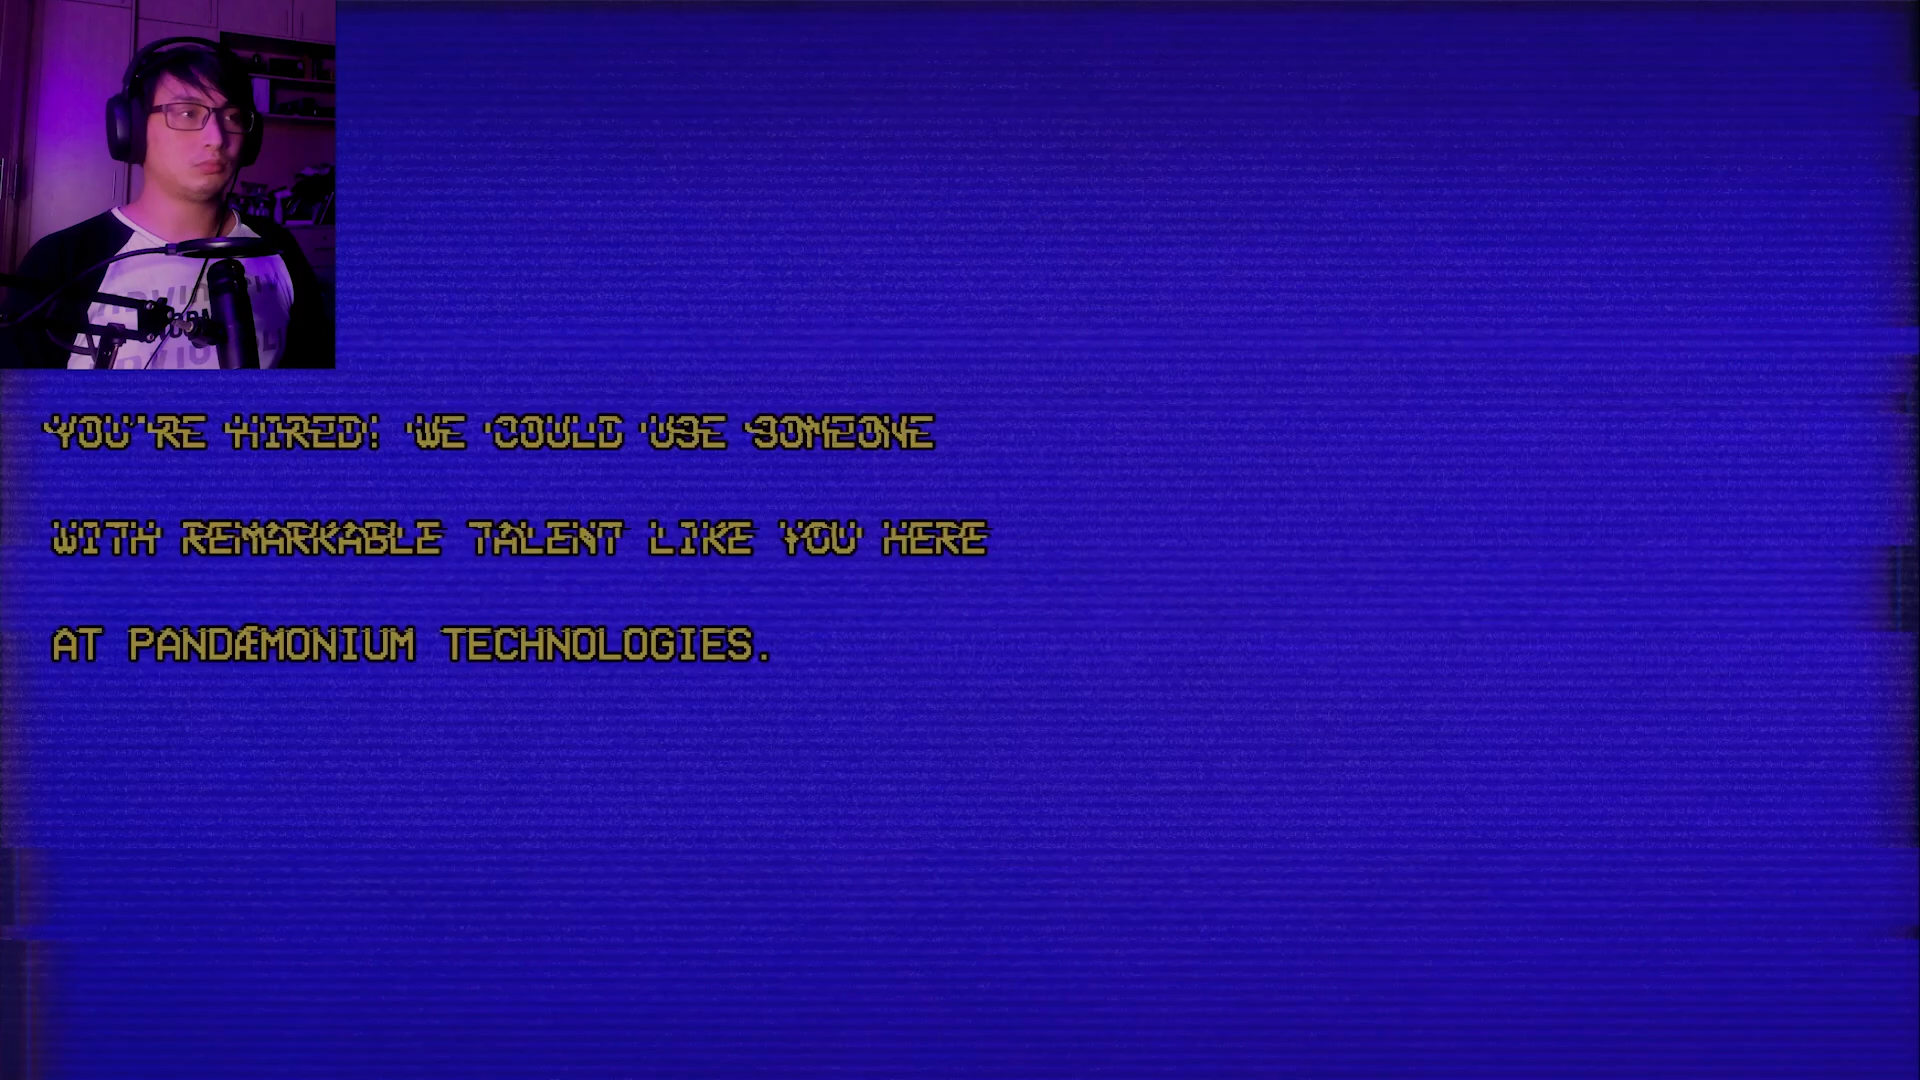 YOU'RE HIRED! WE COULD USE SOMEONE
WITH REMARKABLE TALENT LIKE YOU HERE
AT PANDÆMONIUM TECHNOLOGIES.